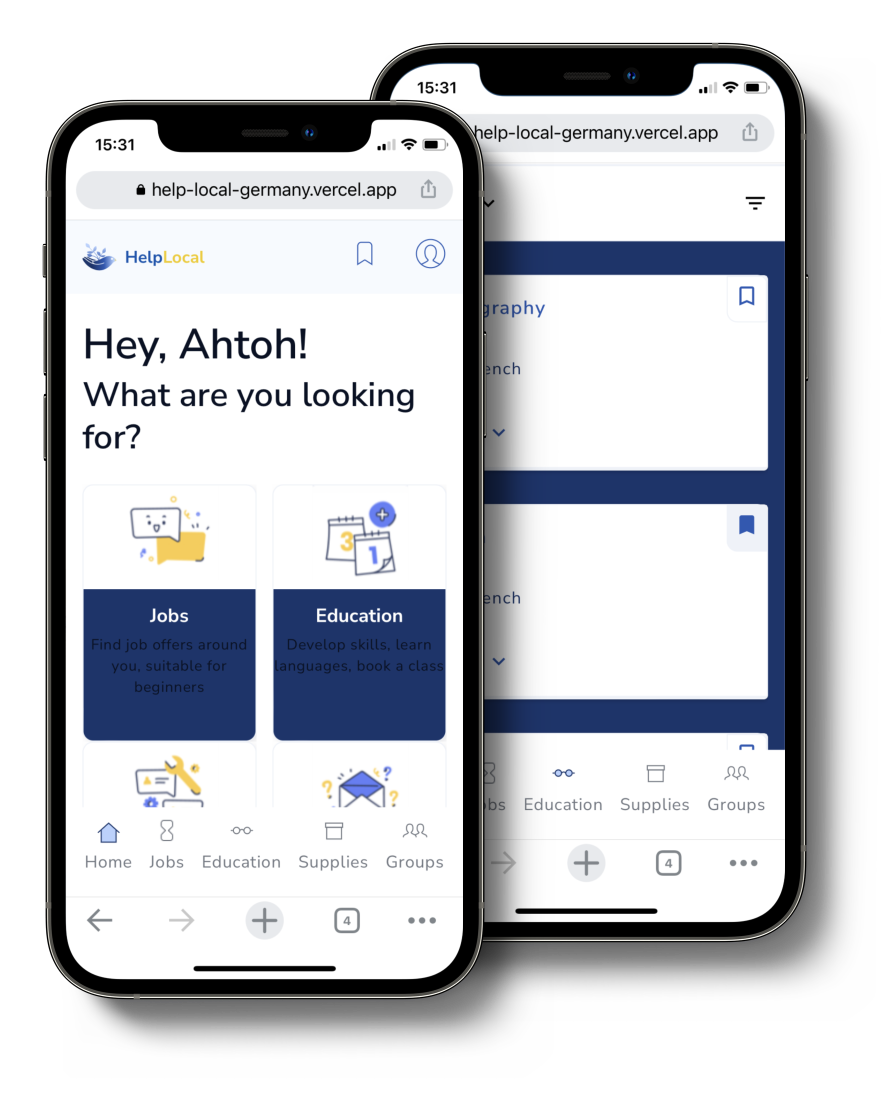 15:31
help-local-germany.vercel.app
HelpLocal
Hey, Ahtoh!
What are you looking
for?
3
1
Jobs
Find job offers around
you, suitable for
beginners
Education
Develop skills, learn
languages, book a class
?
?
?
Home
Jobs
Education
Supplies
Groups
4
15:31
help-local-germany.vercel.app
graphy
ench
ench
obs
Education
Supplies
Groups
4